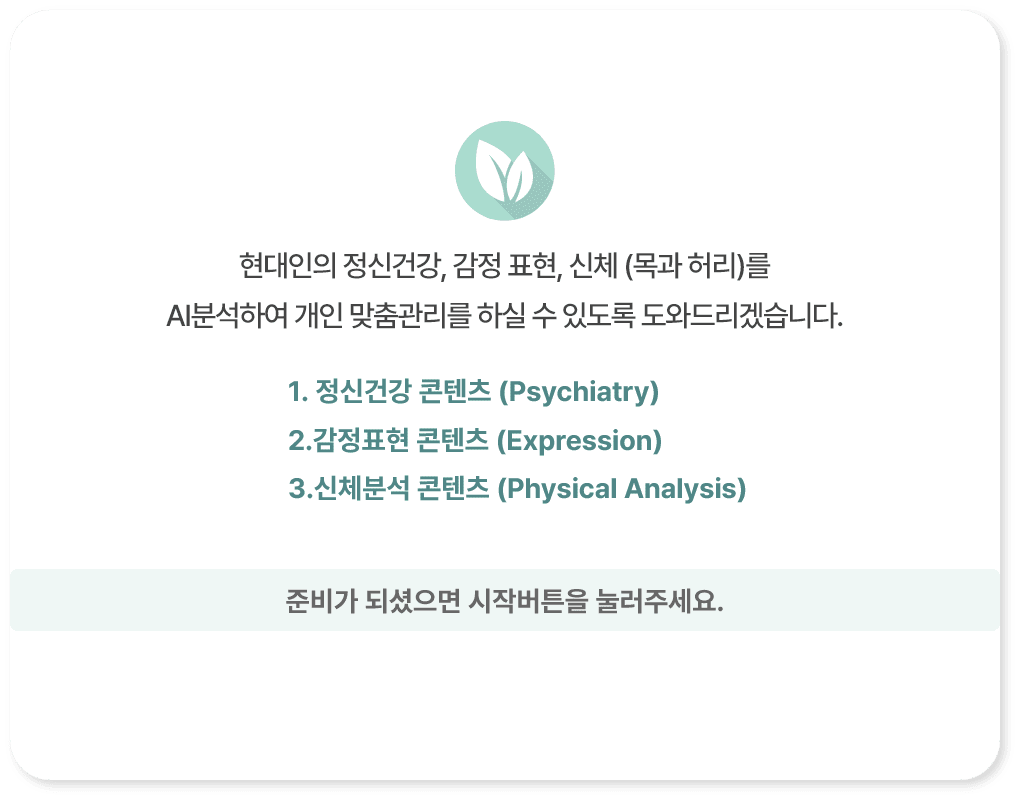 현대인의 정신건강, 감정 표현, 신체 (목과 허리)를
AI분석하여 개인 맞춤관리를 하실 수 있도록 도와드리겠습니다.
1. 정신건강 콘텐츠 (Psychiatry)
2.감정표현 콘텐츠 (Expression)
3.신체분석 콘텐츠 (Physical Analysis)
준비가 되셨으면 시작버튼을 눌러주세요.